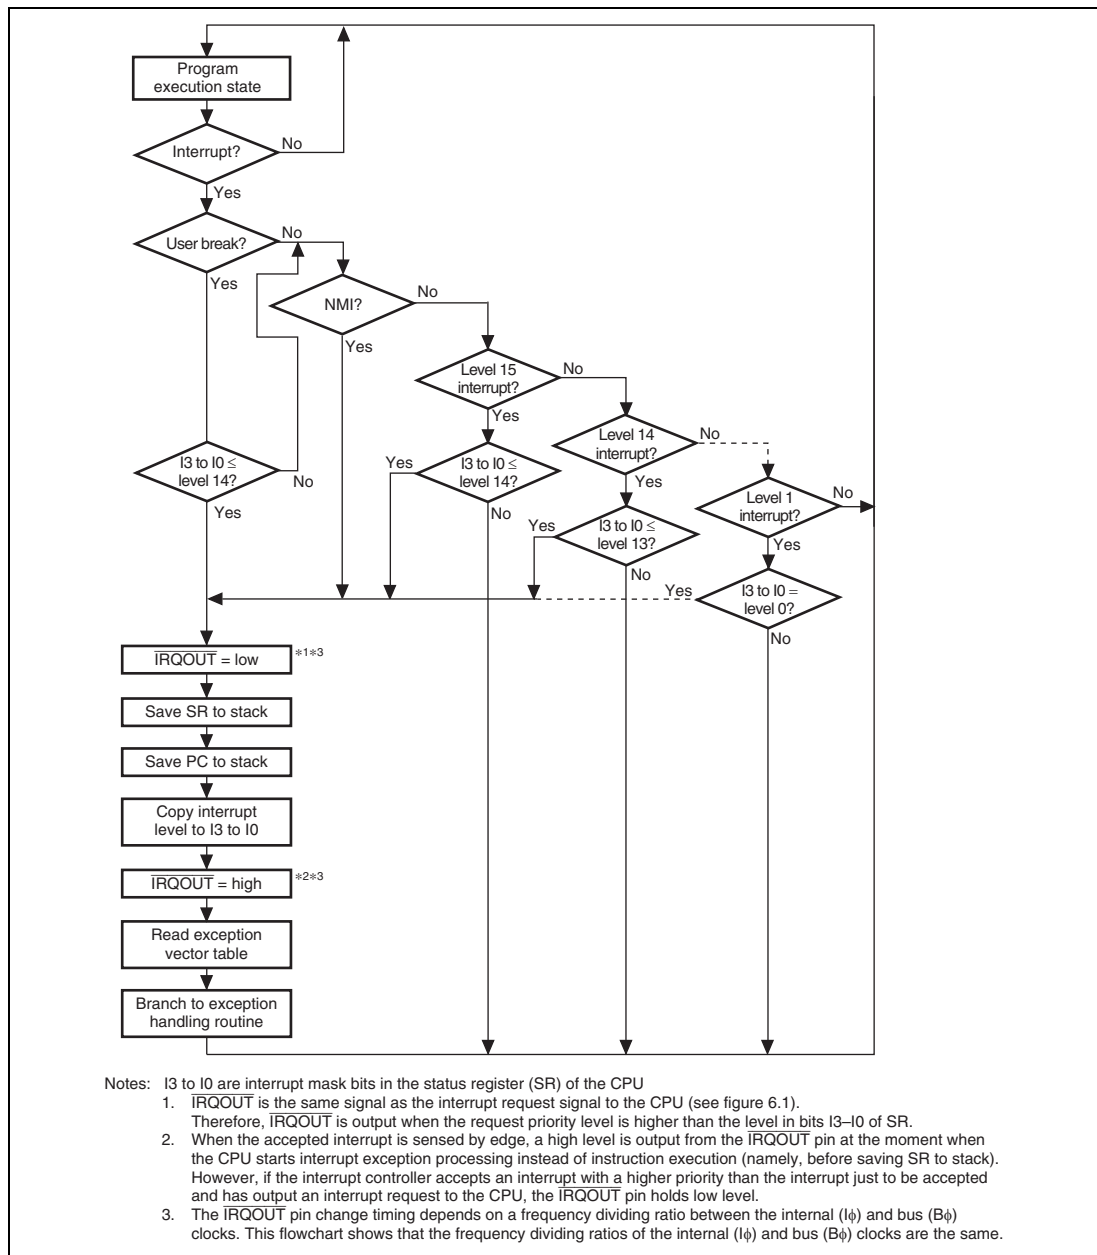 Program
execution state
Interrupt?
No
Yes
User break?
No
Yes
NMI?
No
Yes
Level 15
interrupt?
No
Yes
Level 14
interrupt?
No
Yes
Level 1
interrupt?
No
Yes
I3 to I0 ≤
level 14?
No
Yes
Yes
I3 to I0 ≤
level 14?
No
Yes
I3 to I0 ≤
level 13?
No
Yes
I3 to I0 =
level 0?
No
IRQOUT = low
*1*3
Save SR to stack
Save PC to stack
Copy interrupt
level to I3 to I0
IRQOUT = high
*2*3
Read exception
vector table
Branch to exception
handling routine
Notes: I3 to I0 are interrupt mask bits in the status register (SR) of the CPU
1. IRQOUT is the same signal as the interrupt request signal to the CPU (see figure 6.1).
Therefore, IRQOUT is output when the request priority level is higher than the level in bits I3–I0 of SR.
2. When the accepted interrupt is sensed by edge, a high level is output from the IRQOUT pin at the moment when
the CPU starts interrupt exception processing instead of instruction execution (namely, before saving SR to stack).
However, if the interrupt controller accepts an interrupt with a higher priority than the interrupt just to be accepted
and has output an interrupt request to the CPU, the IRQOUT pin holds low level.
3. The IRQOUT pin change timing depends on a frequency dividing ratio between the internal (Iϕ) and bus (Bϕ)
clocks. This flowchart shows that the frequency dividing ratios of the internal (Iϕ) and bus (Bϕ) clocks are the same.